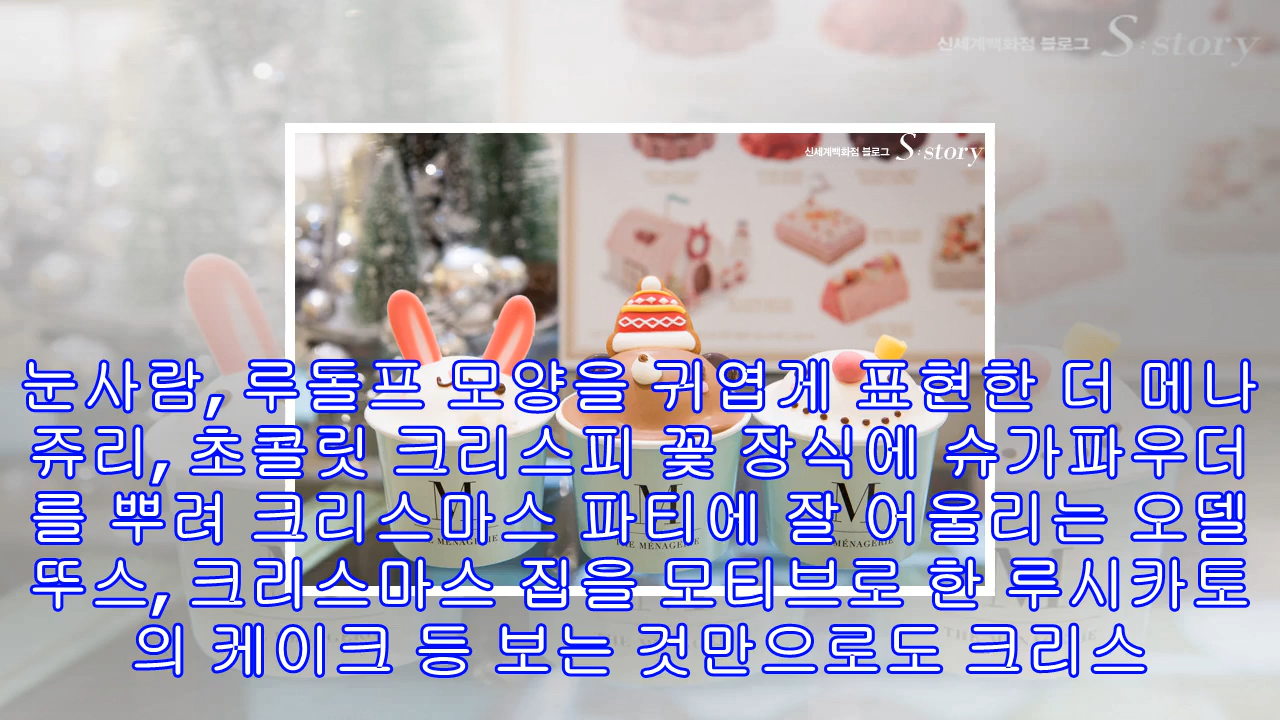 신세계백화점 블로그 S:story
신세계백화점 블로그 S:story
눈사람, 루돌프 모양을 귀엽게 표현한 더 메나
쥬리, 초콜릿 크리스피 꽃 장식에 슈가파우더
를 뿌려 크리스마스 파티에 잘 어울리는 오델
뚜스, 크리스마스 집을 모티브로 한 루시카토
의 케이크 등 보는 것만으로도 크리스
M M M
THE MÉNAGERIE
MÉNAGERIE